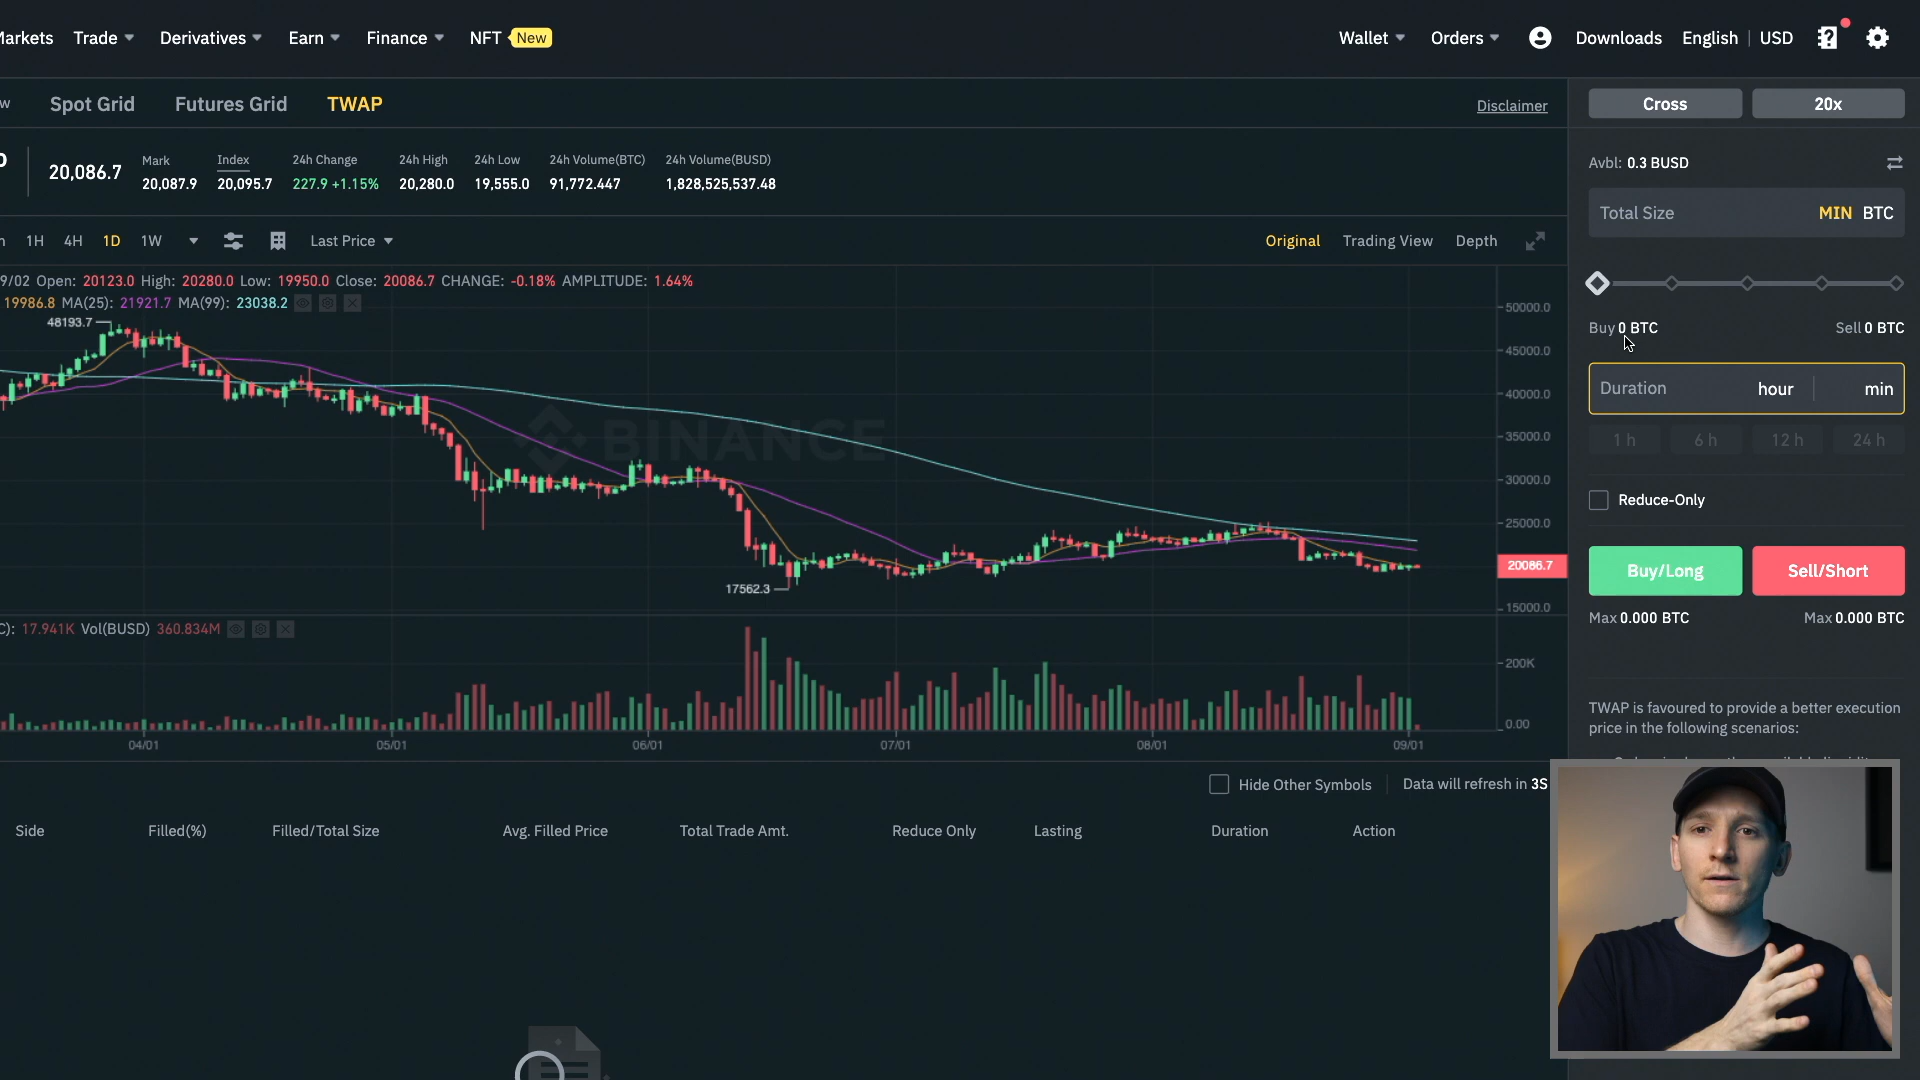 Markets Trade Derivatives Earn Finance NFT New Wallet Orders Downloads English USD
w Spot Grid Futures Grid TWAP Disclaimer Cross 20x
20,086.7
Mark Index 24h Change 24h High 24h Low 24h Volume(BTC) 24h Volume(BUSD)
20,087.9 20,095.7 227.9 +1.15% 20,280.0 19,555.0 91,772.447 1,828,525,537.48
1H 4H 1D 1W Last Price Original Trading View Depth
9/02 Open: 20123.0 High: 20280.0 Low: 19950.0 Close: 20086.7 CHANGE: -0.18% AMPLITUDE: 1.64%
19986.8 MA(25): 21921.7 MA(99): 23038.2
48193.7
17562.3
BINANCE
50000.0
45000.0
40000.0
35000.0
30000.0
25000.0
20086.7
15000.0
C): 17.941K Vol(BUSD) 360.834M
200K
0.00
04/01 05/01 06/01 07/01 08/01 09/01
Hide Other Symbols Data will refresh in 3S
Side Filled(%) Filled/Total Size Avg. Filled Price Total Trade Amt. Reduce Only Lasting Duration Action
Avbl: 0.3 BUSD
Total Size MIN BTC
Buy 0 BTC Sell 0 BTC
Duration hour min
1 h 6 h 12 h 24 h
Reduce-Only
Buy/Long Sell/Short
Max 0.000 BTC Max 0.000 BTC
TWAP is favoured to provide a better execution
price in the following scenarios: